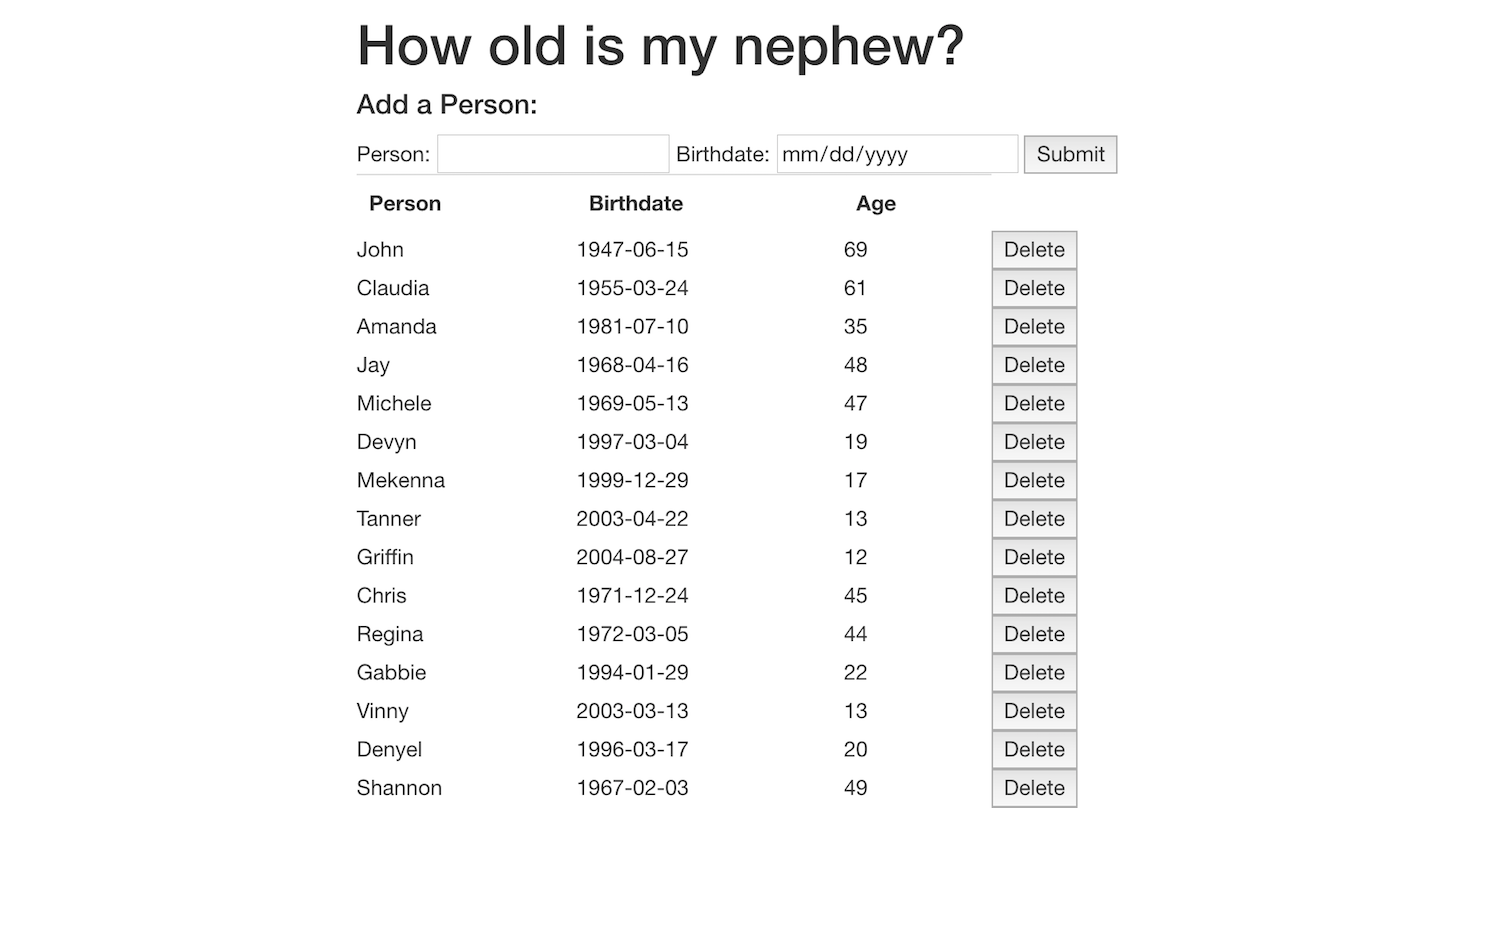 How old is my nephew?
Add a Person:
Person: Birthdate: mm/dd/yyyy Submit
Person Birthdate Age
John 1947-06-15 69 Delete
Claudia 1955-03-24 61 Delete
Amanda 1981-07-10 35 Delete
Jay 1968-04-16 48 Delete
Michele 1969-05-13 47 Delete
Devyn 1997-03-04 19 Delete
Mekenna 1999-12-29 17 Delete
Tanner 2003-04-22 13 Delete
Griffin 2004-08-27 12 Delete
Chris 1971-12-24 45 Delete
Regina 1972-03-05 44 Delete
Gabbie 1994-01-29 22 Delete
Vinny 2003-03-13 13 Delete
Denyel 1996-03-17 20 Delete
Shannon 1967-02-03 49 Delete